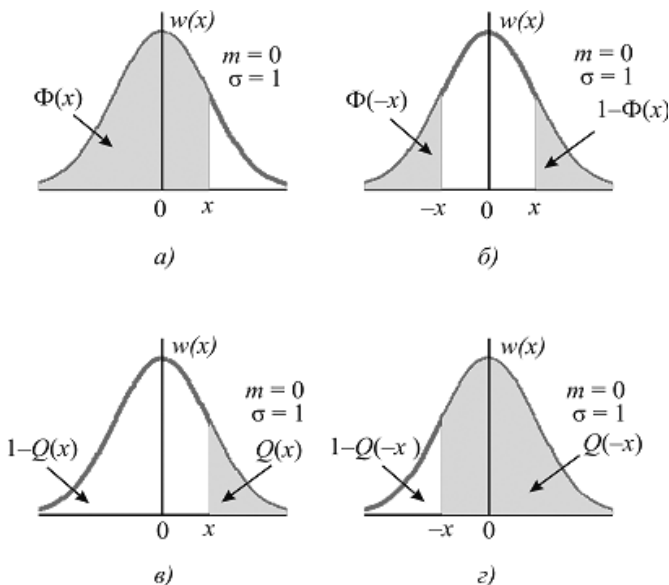 w(x)
m = 0
σ = 1
Φ(x)
0
x
а)
w(x)
m = 0
σ = 1
Φ(−x)
1−Φ(x)
−x
0
x
б)
w(x)
m = 0
σ = 1
1−Q(x)
Q(x)
0
x
в)
w(x)
m = 0
σ = 1
1−Q(−x )
Q(−x)
−x
0
г)